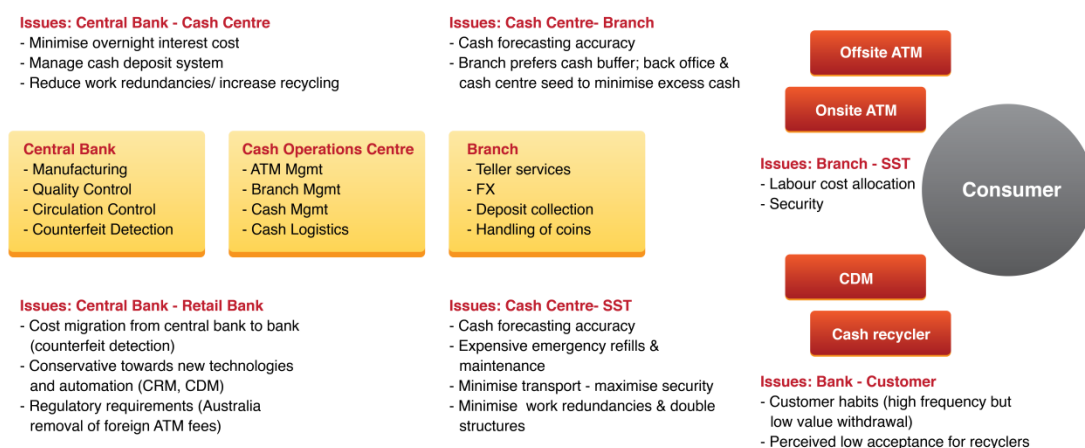 Issues: Central Bank - Cash Centre
- Minimise overnight interest cost
- Manage cash deposit system
- Reduce work redundancies/ increase recycling
Issues: Cash Centre- Branch
- Cash forecasting accuracy
- Branch prefers cash buffer; back office &
cash centre seed to minimise excess cash
Offsite ATM
Onsite ATM
Central Bank
- Manufacturing
- Quality Control
- Circulation Control
- Counterfeit Detection
Cash Operations Centre
- ATM Mgmt
- Branch Mgmt
- Cash Mgmt
- Cash Logistics
Branch
- Teller services
- FX
- Deposit collection
- Handling of coins
Issues: Branch - SST
- Labour cost allocation
- Security
Consumer
CDM
Cash recycler
Issues: Central Bank - Retail Bank
- Cost migration from central bank to bank
(counterfeit detection)
- Conservative towards new technologies
and automation (CRM, CDM)
- Regulatory requirements (Australia
removal of foreign ATM fees)
Issues: Cash Centre- SST
- Cash forecasting accuracy
- Expensive emergency refills &
maintenance
- Minimise transport - maximise security
- Minimise work redundancies & double
structures
Issues: Bank - Customer
- Customer habits (high frequency but
low value withdrawal)
- Perceived low acceptance for recyclers